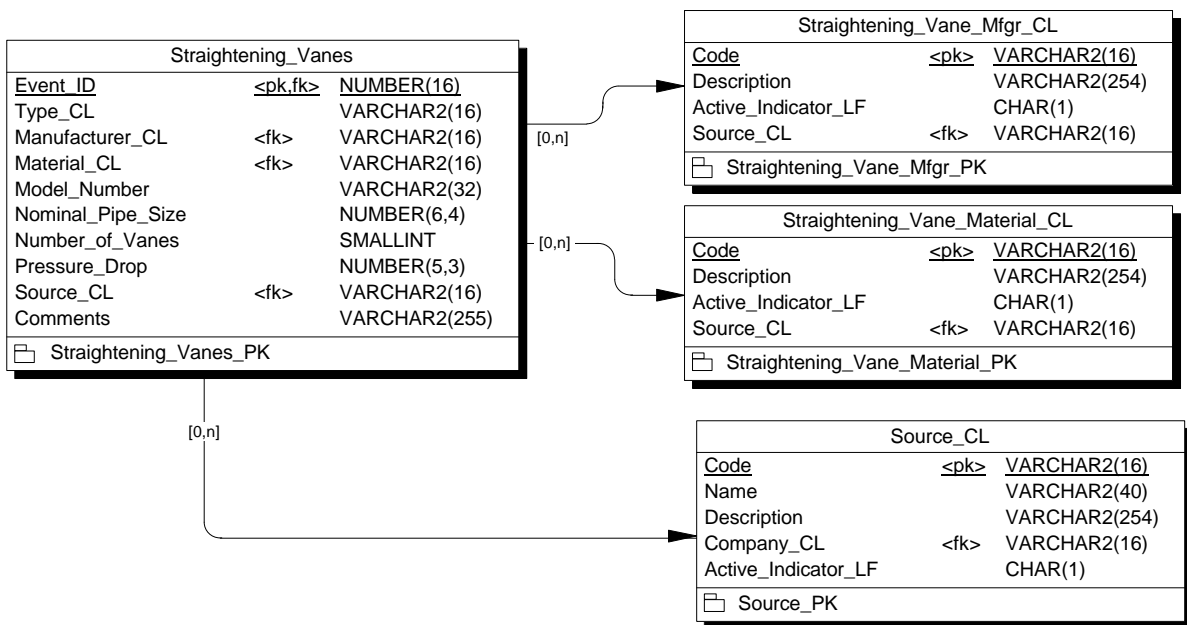 Straightening_Vanes
Event_ID <pk,fk> NUMBER(16)
Type_CL VARCHAR2(16)
Manufacturer_CL <fk> VARCHAR2(16)
Material_CL <fk> VARCHAR2(16)
Model_Number VARCHAR2(32)
Nominal_Pipe_Size NUMBER(6,4)
Number_of_Vanes SMALLINT
Pressure_Drop NUMBER(5,3)
Source_CL <fk> VARCHAR2(16)
Comments VARCHAR2(255)
Straightening_Vanes_PK
[0,n]
[0,n]
[0,n]
Straightening_Vane_Mfgr_CL
Code <pk> VARCHAR2(16)
Description VARCHAR2(254)
Active_Indicator_LF CHAR(1)
Source_CL <fk> VARCHAR2(16)
Straightening_Vane_Mfgr_PK
Straightening_Vane_Material_CL
Code <pk> VARCHAR2(16)
Description VARCHAR2(254)
Active_Indicator_LF CHAR(1)
Source_CL <fk> VARCHAR2(16)
Straightening_Vane_Material_PK
Source_CL
Code <pk> VARCHAR2(16)
Name VARCHAR2(40)
Description VARCHAR2(254)
Company_CL <fk> VARCHAR2(16)
Active_Indicator_LF CHAR(1)
Source_PK